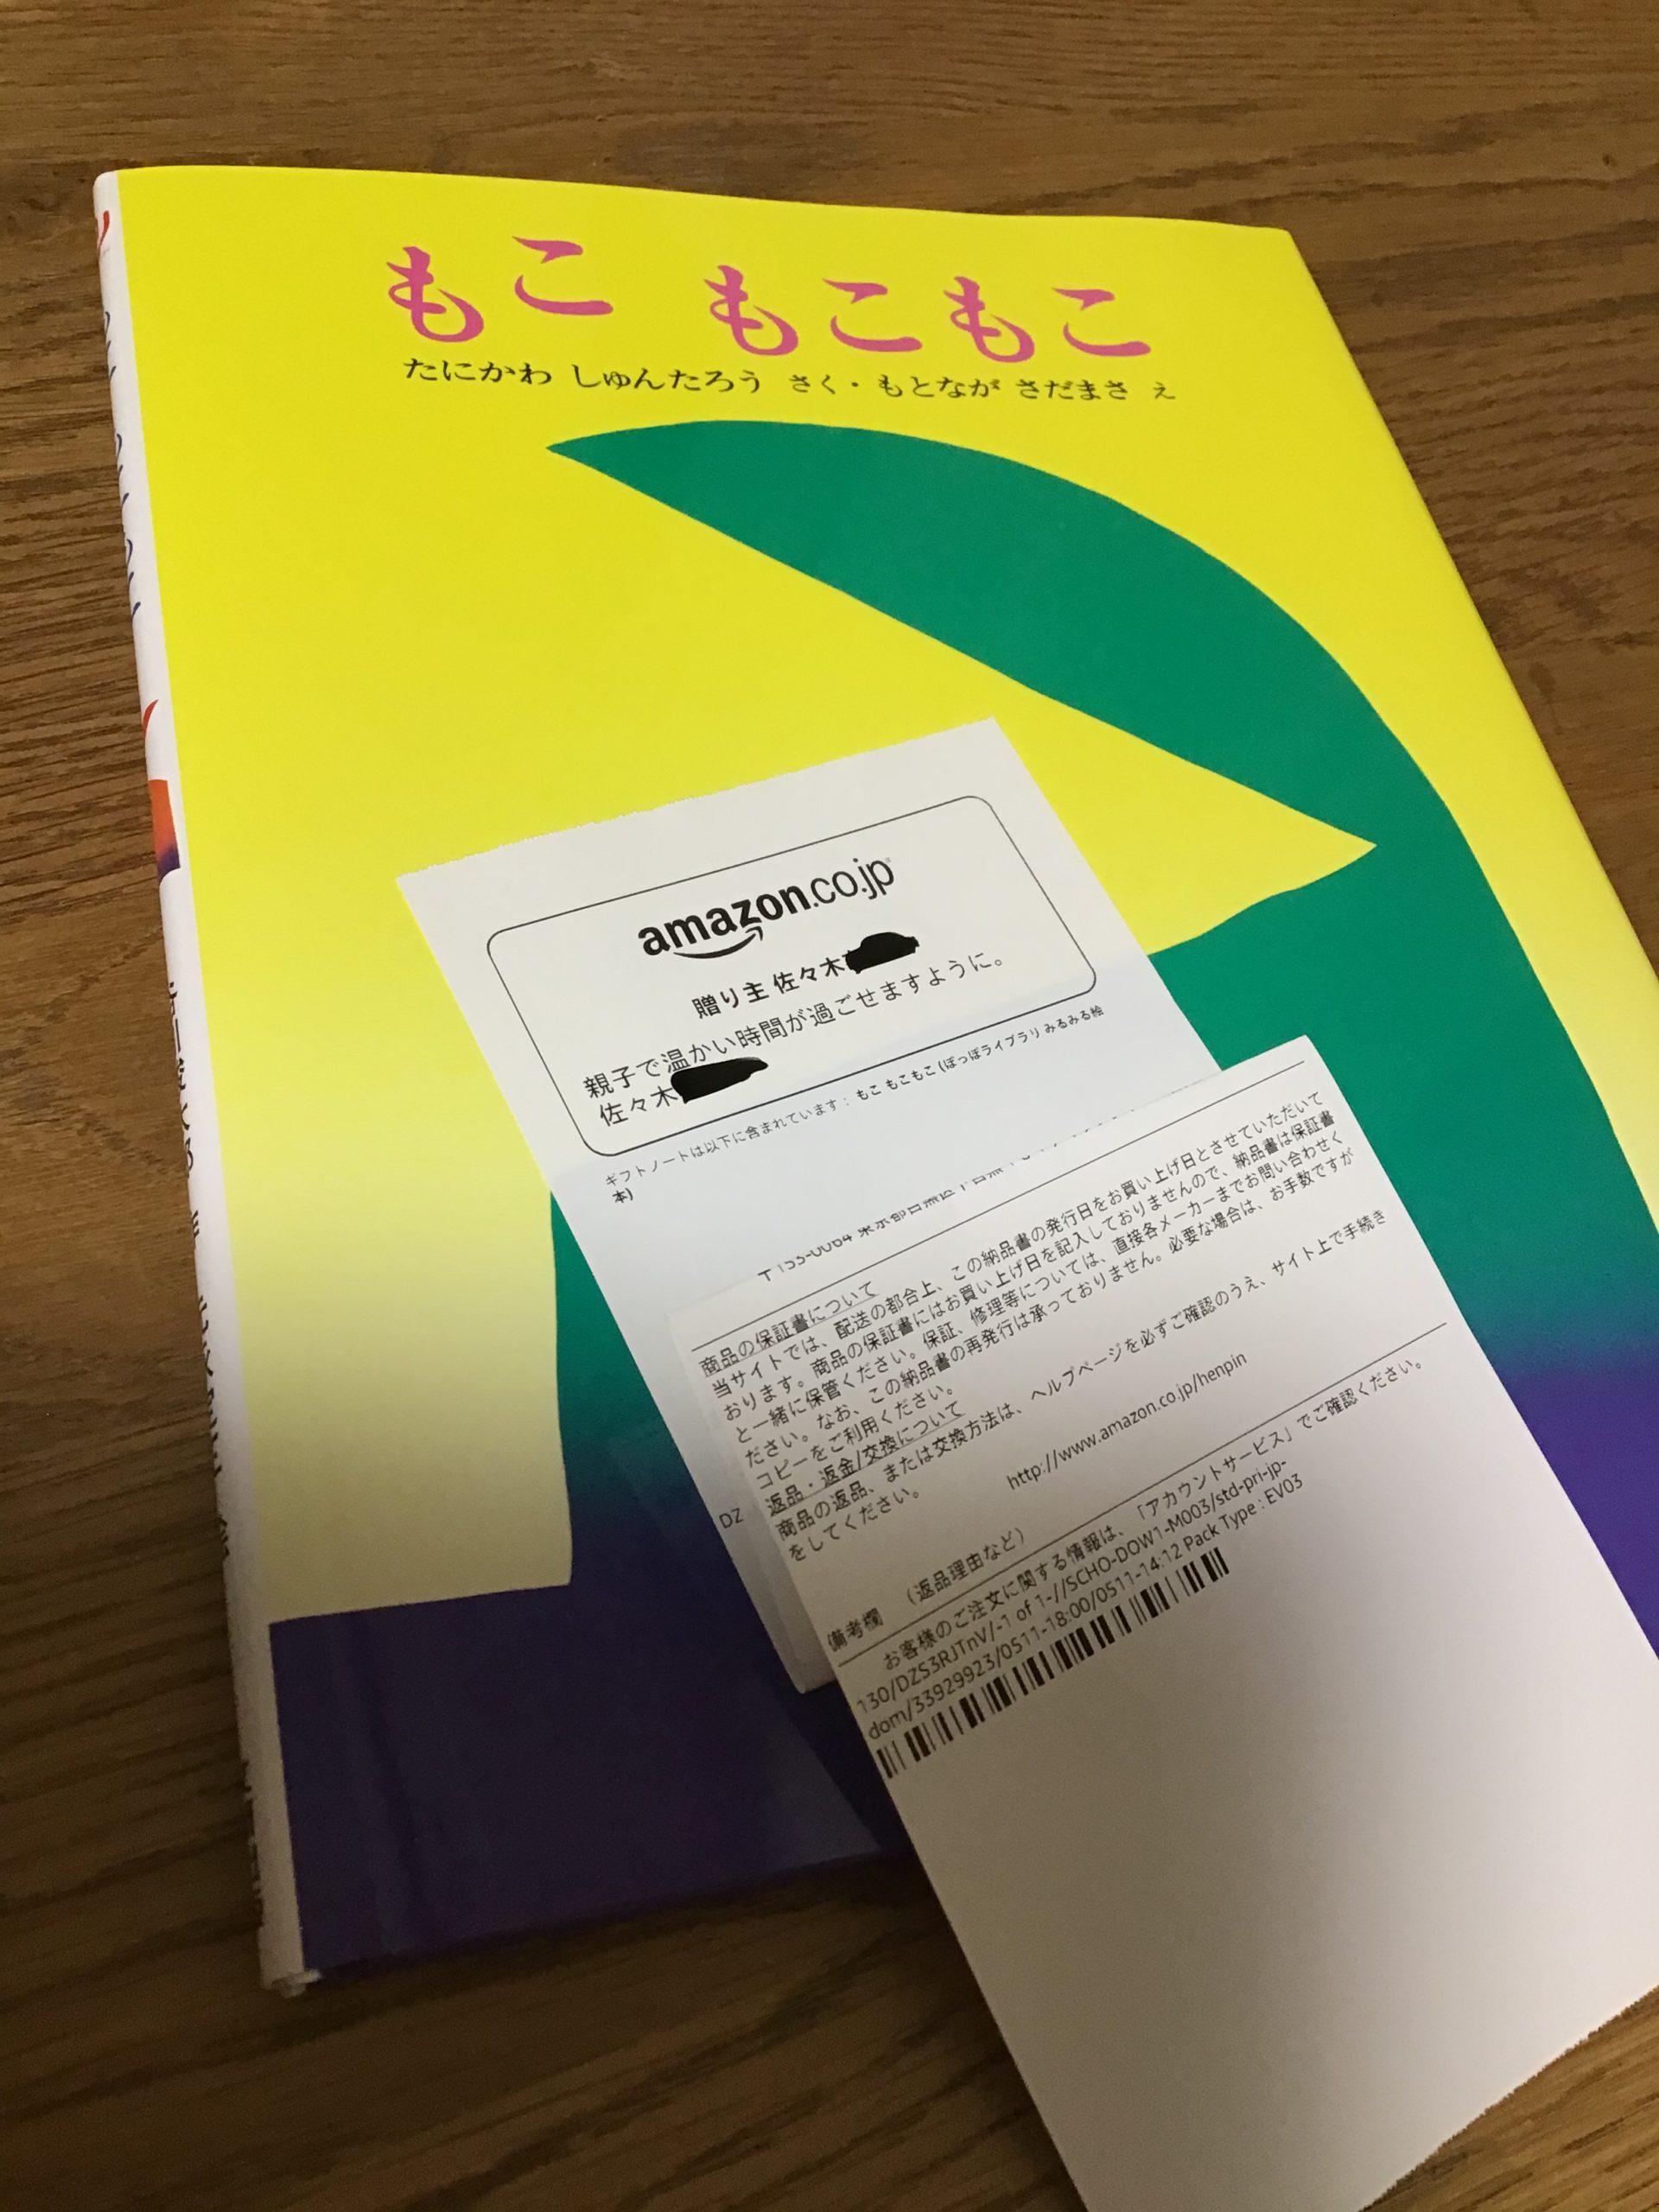 もこ もこもこ
たにかわ しゅんたろう さく・もとなが さだまさ え
amazon.co.jp
贈り主 佐々木
親子で温かい時間が過ごせますように。
佐々木
ギフトノートは以下に含まれています: もこ もこもこ (ぽっぽライブラリ みるみる絵
本)
商品の保証書について
当サイトでは、配送の都合上、この納品書の発行日をお買い上げ日とさせていただいて
おります。商品の保証書にはお買い上げ日を記入しておりませんので、納品書は保証書
と一緒に保管ください。保証、修理等については、直接各メーカーまでお問い合わせく
ださい。なお、この納品書の再発行は承っておりません。必要な場合は、お手数ですが
コピーをご利用ください。
返品・返金/交換について
商品の返品、または交換方法は、ヘルプページを必ずご確認のうえ、サイト上で手続き
をしてください。
DZ
http://www.amazon.co.jp/henpin
備考欄 (返品理由など)
お客様のご注文に関する情報は、「アカウントサービス」でご確認ください。
130/DZS3RJTnV/-1 of 1-//SCHO-DOW1-M003/std-pri-jp-
dom/33929923/0511-18:00/0511-14:12 Pack Type : EV03